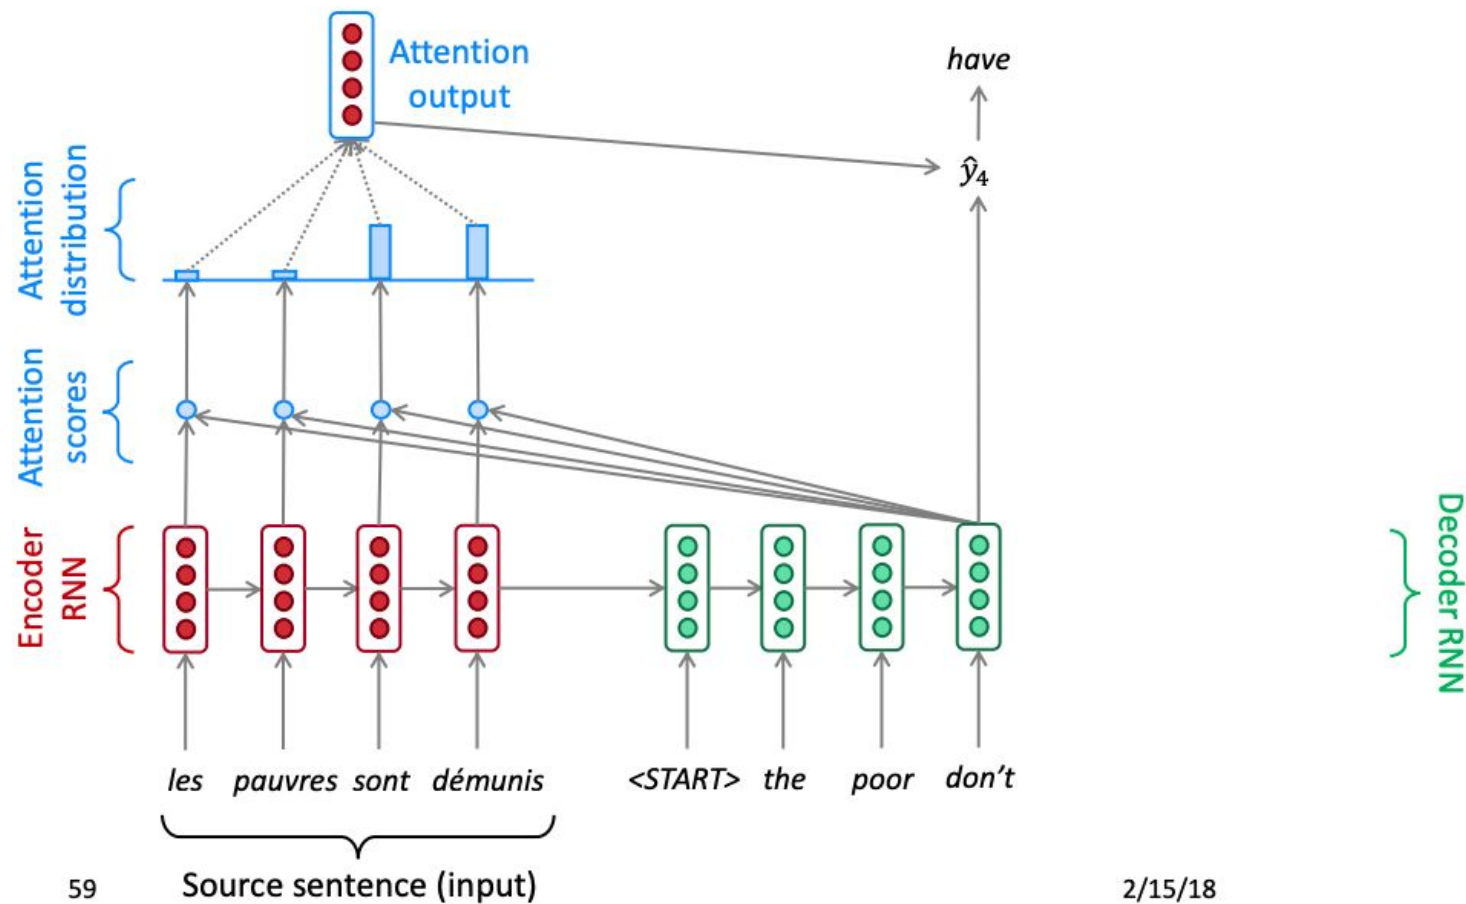 Attention
output
have
ŷ₄
Attention
distribution
Attention
scores
Encoder
RNN
Decoder RNN
les pauvres sont démunis <START> the poor don't
Source sentence (input)
59
2/15/18